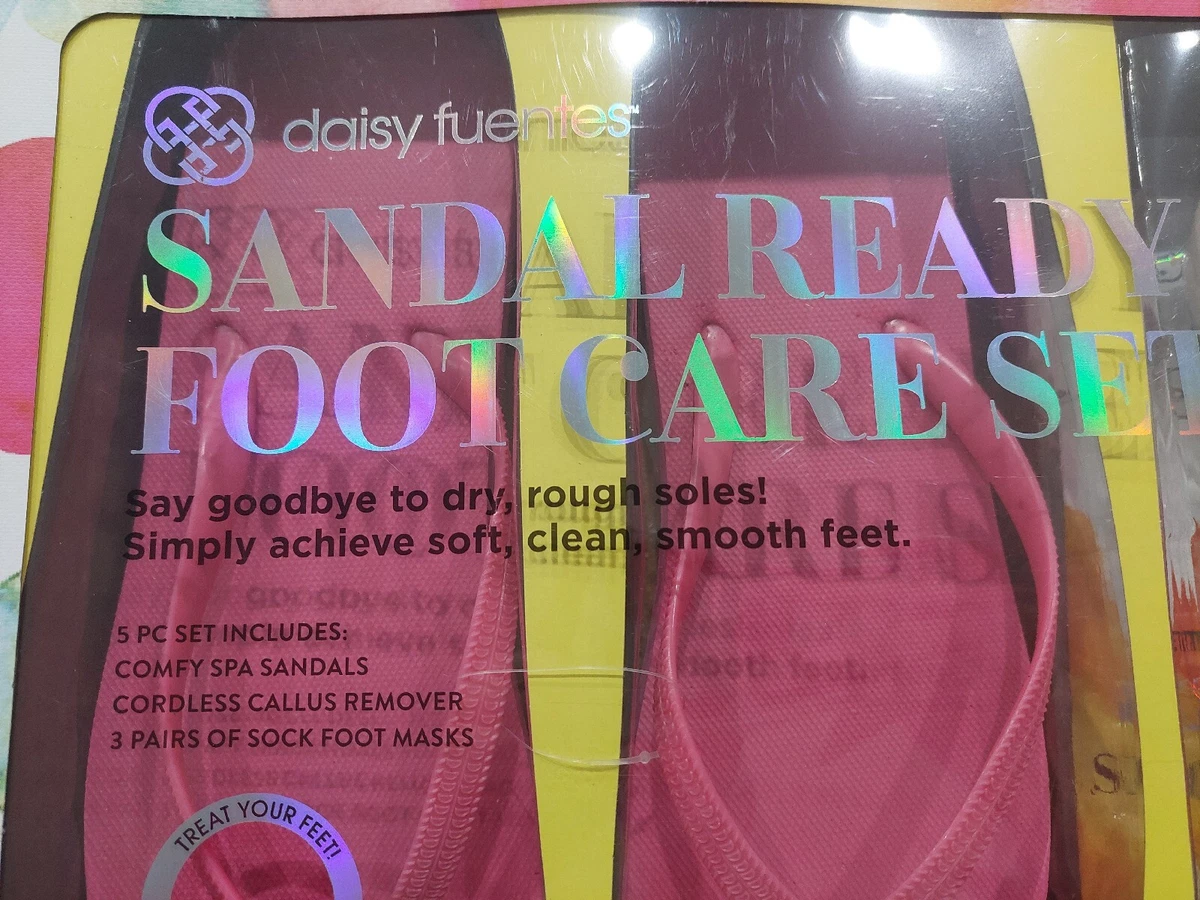 daisy fuentes™
SANDAL READY
FOOT CARE SET
Say goodbye to dry, rough soles!
Simply achieve soft, clean, smooth feet.
5 PC SET INCLUDES:
COMFY SPA SANDALS
CORDLESS CALLUS REMOVER
3 PAIRS OF SOCK FOOT MASKS
TREAT YOUR FEET!